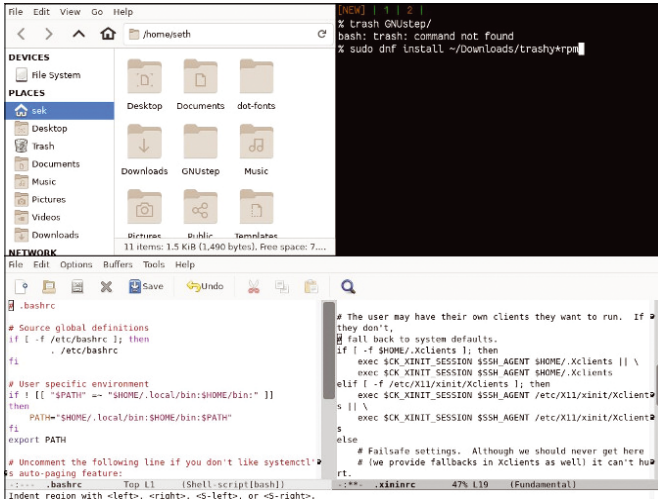 File Edit View Go Help
/home/seth
DEVICES
File System
PLACES
sek
Desktop
Trash
Documents
Music
Pictures
Videos
Downloads
NETWORK
Desktop Documents dot-fonts
Downloads GNUstep Music
Pictures Public Templates
11 items: 1.5 KiB (1,490 bytes), Free space: 7....
[NEW] | 1 | 2 |
% trash GNUstep/
bash: trash: command not found
% sudo dnf install ~/Downloads/trashy*rpm
File Edit Options Buffers Tools Help
Save Undo
# .bashrc
# Source global definitions
if [ -f /etc/bashrc ]; then
. /etc/bashrc
fi
# User specific environment
if ! [[ "$PATH" =~ "$HOME/.local/bin:$HOME/bin:" ]]
then
PATH="$HOME/.local/bin:$HOME/bin:$PATH"
fi
export PATH
# Uncomment the following line if you don't like systemctl'
s auto-paging feature:
-:--- .bashrc Top L1 (Shell-script[bash])
# The user may have their own clients they want to run. If
they don't,
# fall back to system defaults.
if [ -f $HOME/.Xclients ]; then
exec $CK_XINIT_SESSION $SSH_AGENT $HOME/.Xclients || \
exec $CK_XINIT_SESSION $SSH_AGENT $HOME/.Xclients
elif [ -f /etc/X11/xinit/Xclients ]; then
exec $CK_XINIT_SESSION $SSH_AGENT /etc/X11/xinit/Xclient
s || \
exec $CK_XINIT_SESSION $SSH_AGENT /etc/X11/xinit/Xclient
s
else
# Failsafe settings. Although we should never get here
# (we provide fallbacks in Xclients as well) it can't hu
rt.
-:**- .xininrc 47% L19 (Fundamental)
Indent region with <left>, <right>, <S-left>, or <S-right>.